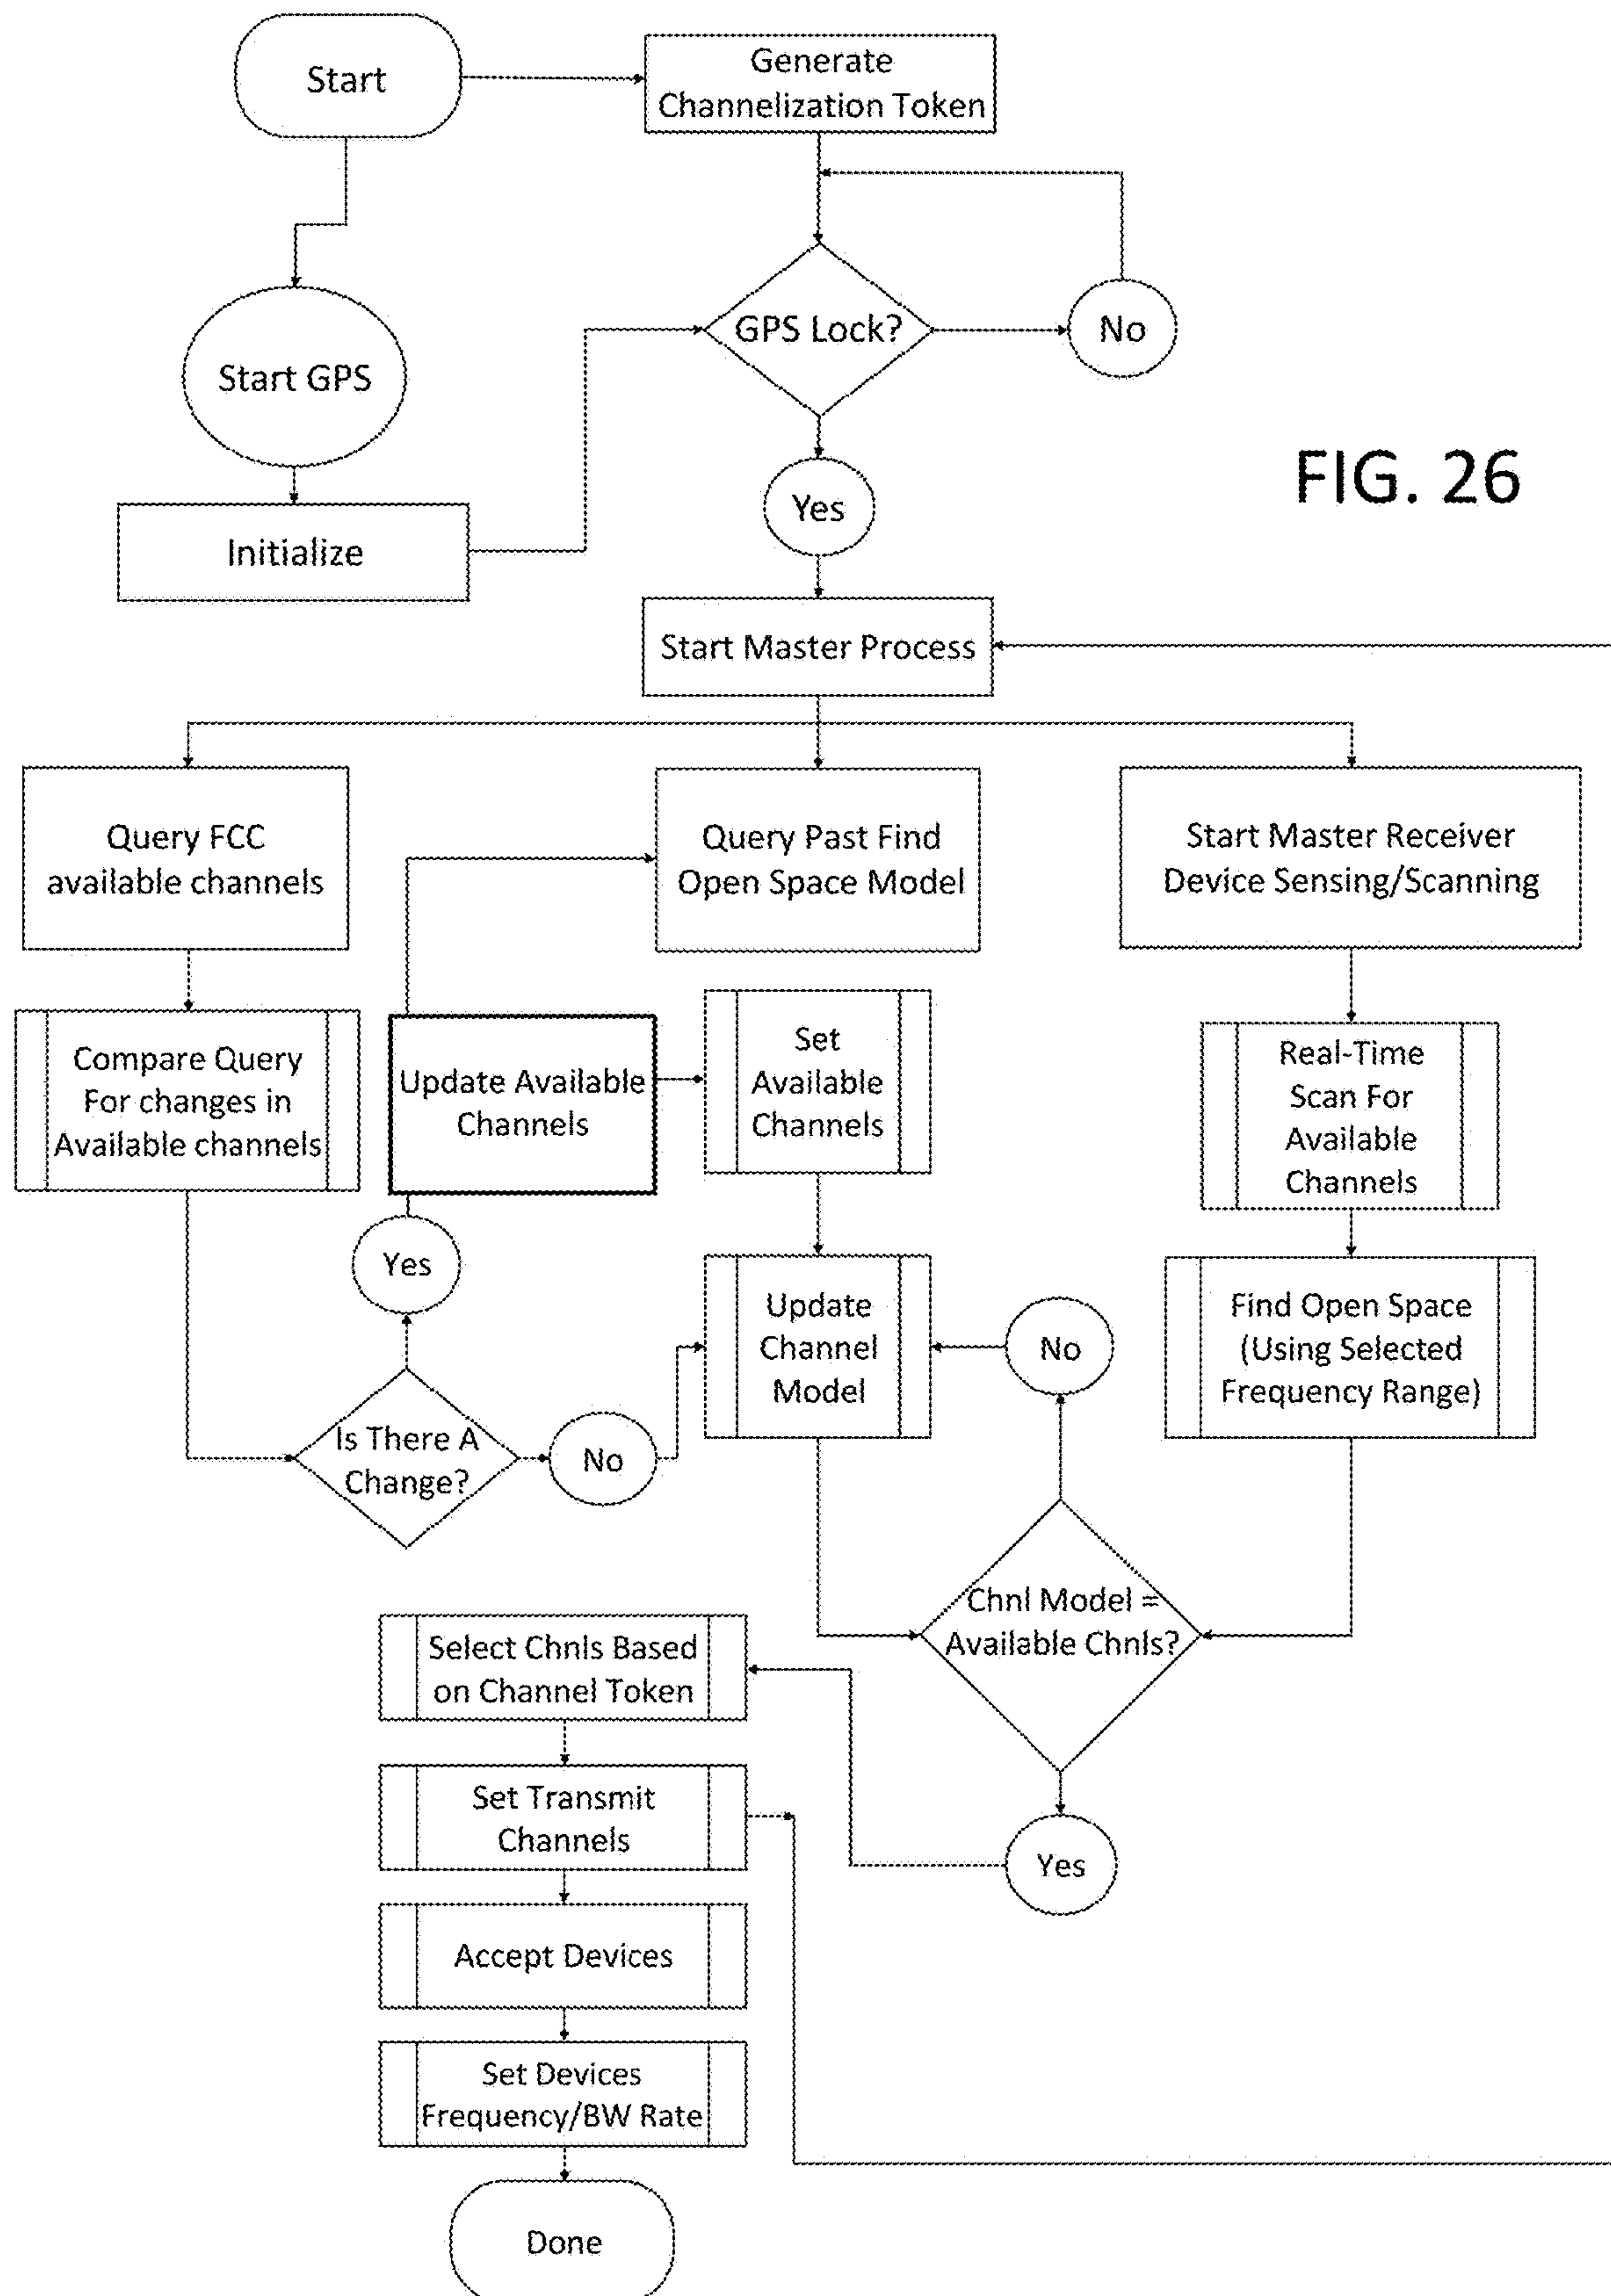 Start
Generate
Channelization Token
GPS Lock?
No
Start GPS
FIG. 26
Yes
Initialize
Start Master Process
Query FCC
available channels
Query Past Find
Open Space Model
Start Master Receiver
Device Sensing/Scanning
Compare Query
For changes in
Available channels
Update Available
Channels
Set
Available
Channels
Real-Time
Scan For
Available
Channels
Yes
Update
Channel
Model
No
Find Open Space
(Using Selected
Frequency Range)
Is There A
Change?
No
Chnl Model =
Available Chnls?
Select Chnls Based
on Channel Token
Set Transmit
Channels
Yes
Accept Devices
Set Devices
Frequency/BW Rate
Done